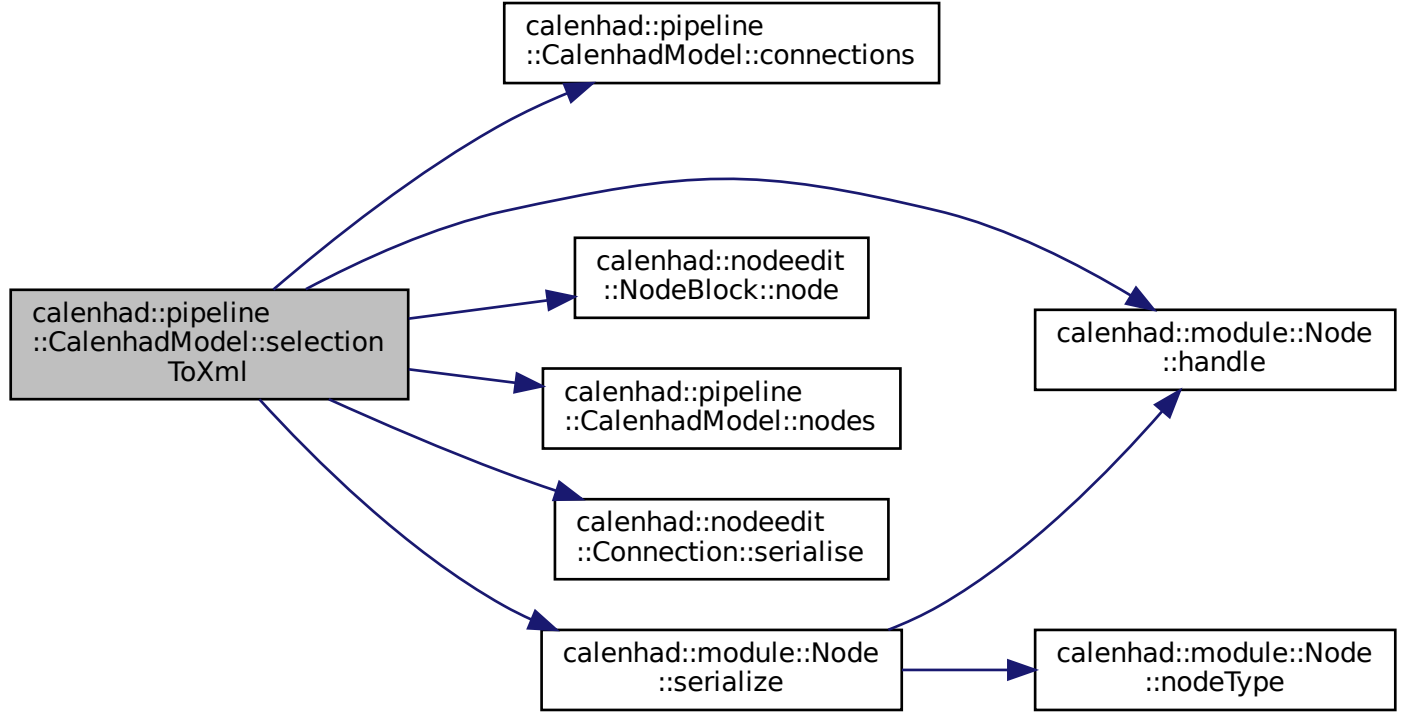 calenhad::pipeline
::CalenhadModel::connections
calenhad::nodeedit
::NodeBlock::node
calenhad::pipeline
::CalenhadModel::selection
ToXml
calenhad::module::Node
::handle
calenhad::pipeline
::CalenhadModel::nodes
calenhad::nodeedit
::Connection::serialise
calenhad::module::Node
::serialize
calenhad::module::Node
::nodeType